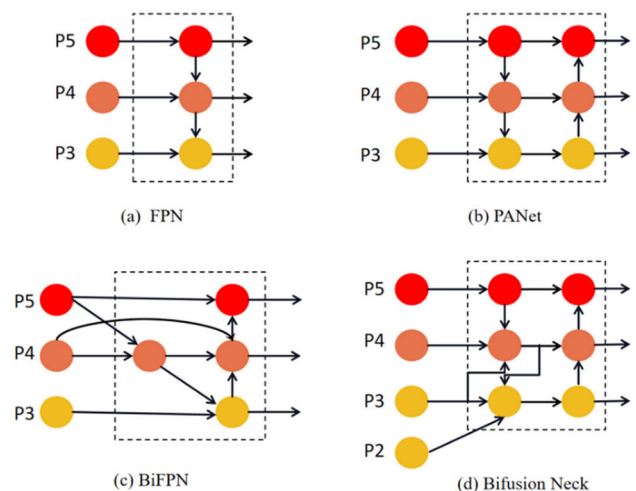 P5
P4
P3
(a) FPN
P5
P4
P3
(b) PANet
P5
P4
P3
(c) BiFPN
P5
P4
P3
P2
(d) Bifusion Neck